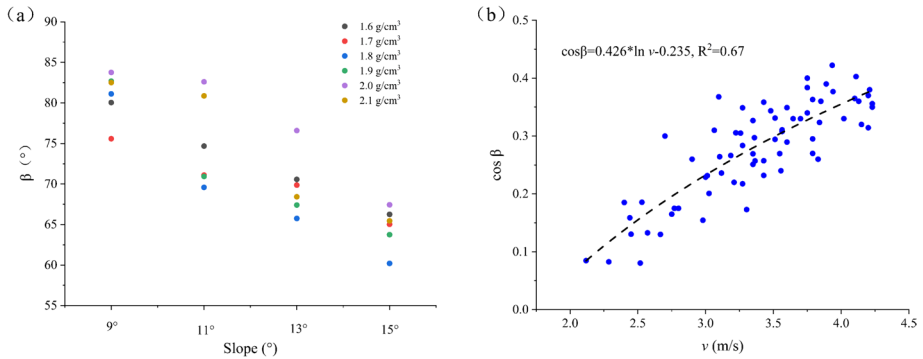 (a)
90
85
80
75
70
65
60
55
β (°)
9°
11°
13°
15°
Slope (°)
1.6 g/cm³
1.7 g/cm³
1.8 g/cm³
1.9 g/cm³
2.0 g/cm³
2.1 g/cm³
(b)
cosβ=0.426*ln v-0.235, R²=0.67
0.5
0.4
0.3
0.2
0.1
0.0
cos β
2.0
2.5
3.0
3.5
4.0
4.5
v (m/s)